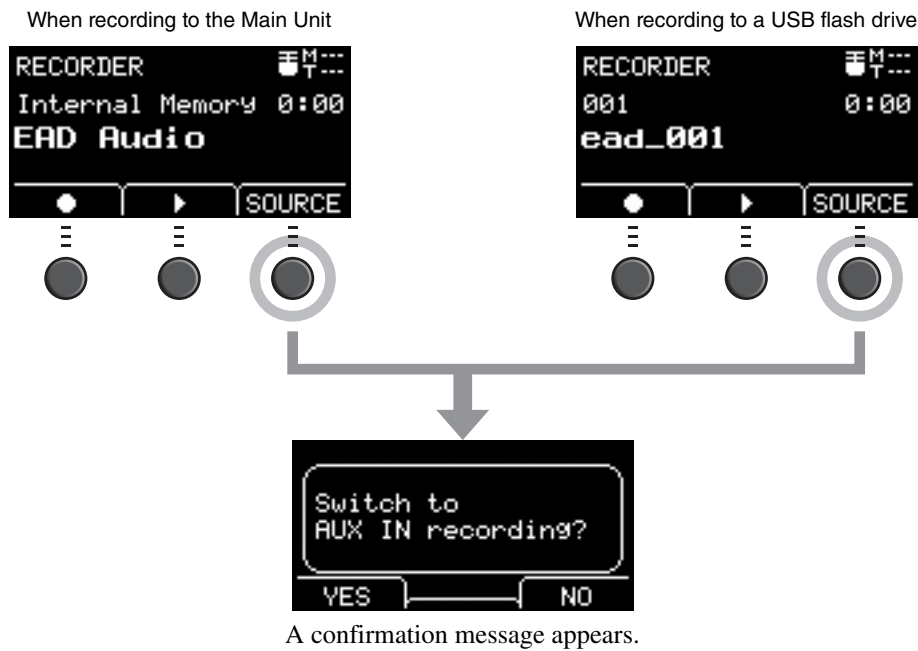 When recording to the Main Unit
RECORDER M---
T---
Internal Memory 0:00
EAD Audio
SOURCE
When recording to a USB flash drive
RECORDER M---
T---
001 0:00
ead_001
SOURCE
Switch to
AUX IN recording?
YES NO
A confirmation message appears.